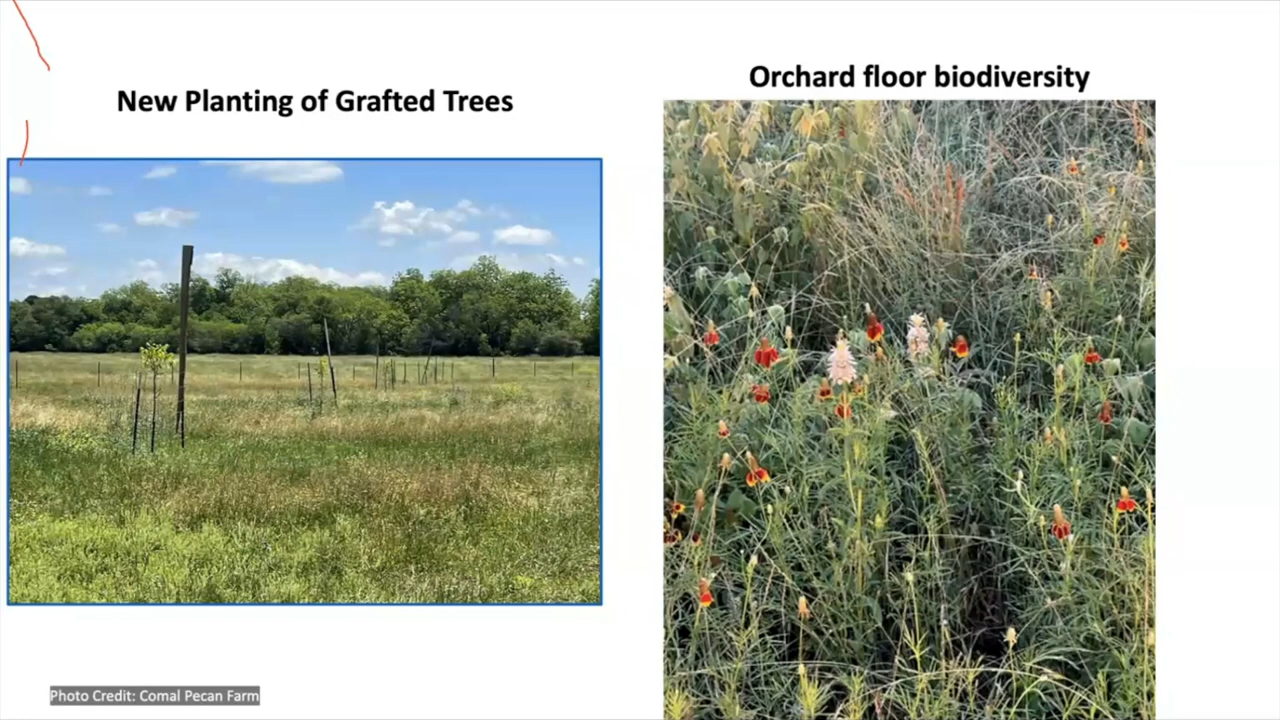 New Planting of Grafted Trees
Orchard floor biodiversity
Photo Credit: Comal Pecan Farm